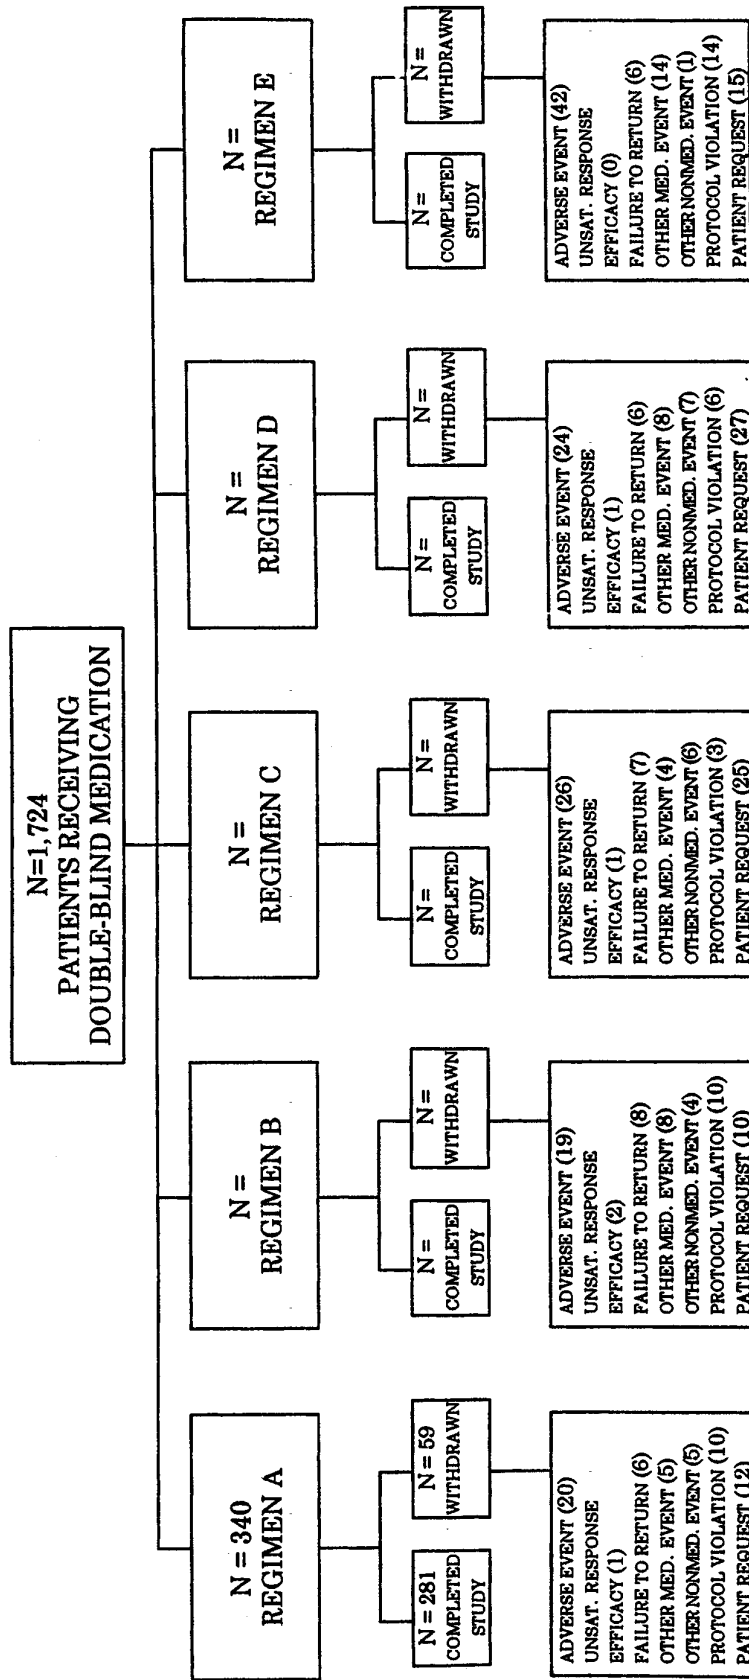 N=1,724
PATIENTS RECEIVING
DOUBLE-BLIND MEDICATION
N = 340
REGIMEN A
N = 281
COMPLETED
STUDY
N = 59
WITHDRAWN
ADVERSE EVENT (20)
UNSAT. RESPONSE
EFFICACY (1)
FAILURE TO RETURN (6)
OTHER MED. EVENT (5)
OTHER NONMED. EVENT (5)
PROTOCOL VIOLATION (10)
PATIENT REQUEST (12)
N =
REGIMEN B
N =
COMPLETED
STUDY
N =
WITHDRAWN
ADVERSE EVENT (19)
UNSAT. RESPONSE
EFFICACY (2)
FAILURE TO RETURN (8)
OTHER MED. EVENT (8)
OTHER NONMED. EVENT (4)
PROTOCOL VIOLATION (10)
PATIENT REQUEST (10)
N =
REGIMEN C
N =
COMPLETED
STUDY
N =
WITHDRAWN
ADVERSE EVENT (26)
UNSAT. RESPONSE
EFFICACY (1)
FAILURE TO RETURN (7)
OTHER MED. EVENT (4)
OTHER NONMED. EVENT (6)
PROTOCOL VIOLATION (3)
PATIENT REQUEST (25)
N =
REGIMEN D
N =
COMPLETED
STUDY
N =
WITHDRAWN
ADVERSE EVENT (24)
UNSAT. RESPONSE
EFFICACY (1)
FAILURE TO RETURN (6)
OTHER MED. EVENT (8)
OTHER NONMED. EVENT (7)
PROTOCOL VIOLATION (6)
PATIENT REQUEST (27)
N =
REGIMEN E
N =
COMPLETED
STUDY
N =
WITHDRAWN
ADVERSE EVENT (42)
UNSAT. RESPONSE
EFFICACY (0)
FAILURE TO RETURN (6)
OTHER MED. EVENT (14)
OTHER NONMED. EVENT (1)
PROTOCOL VIOLATION (14)
PATIENT REQUEST (15)